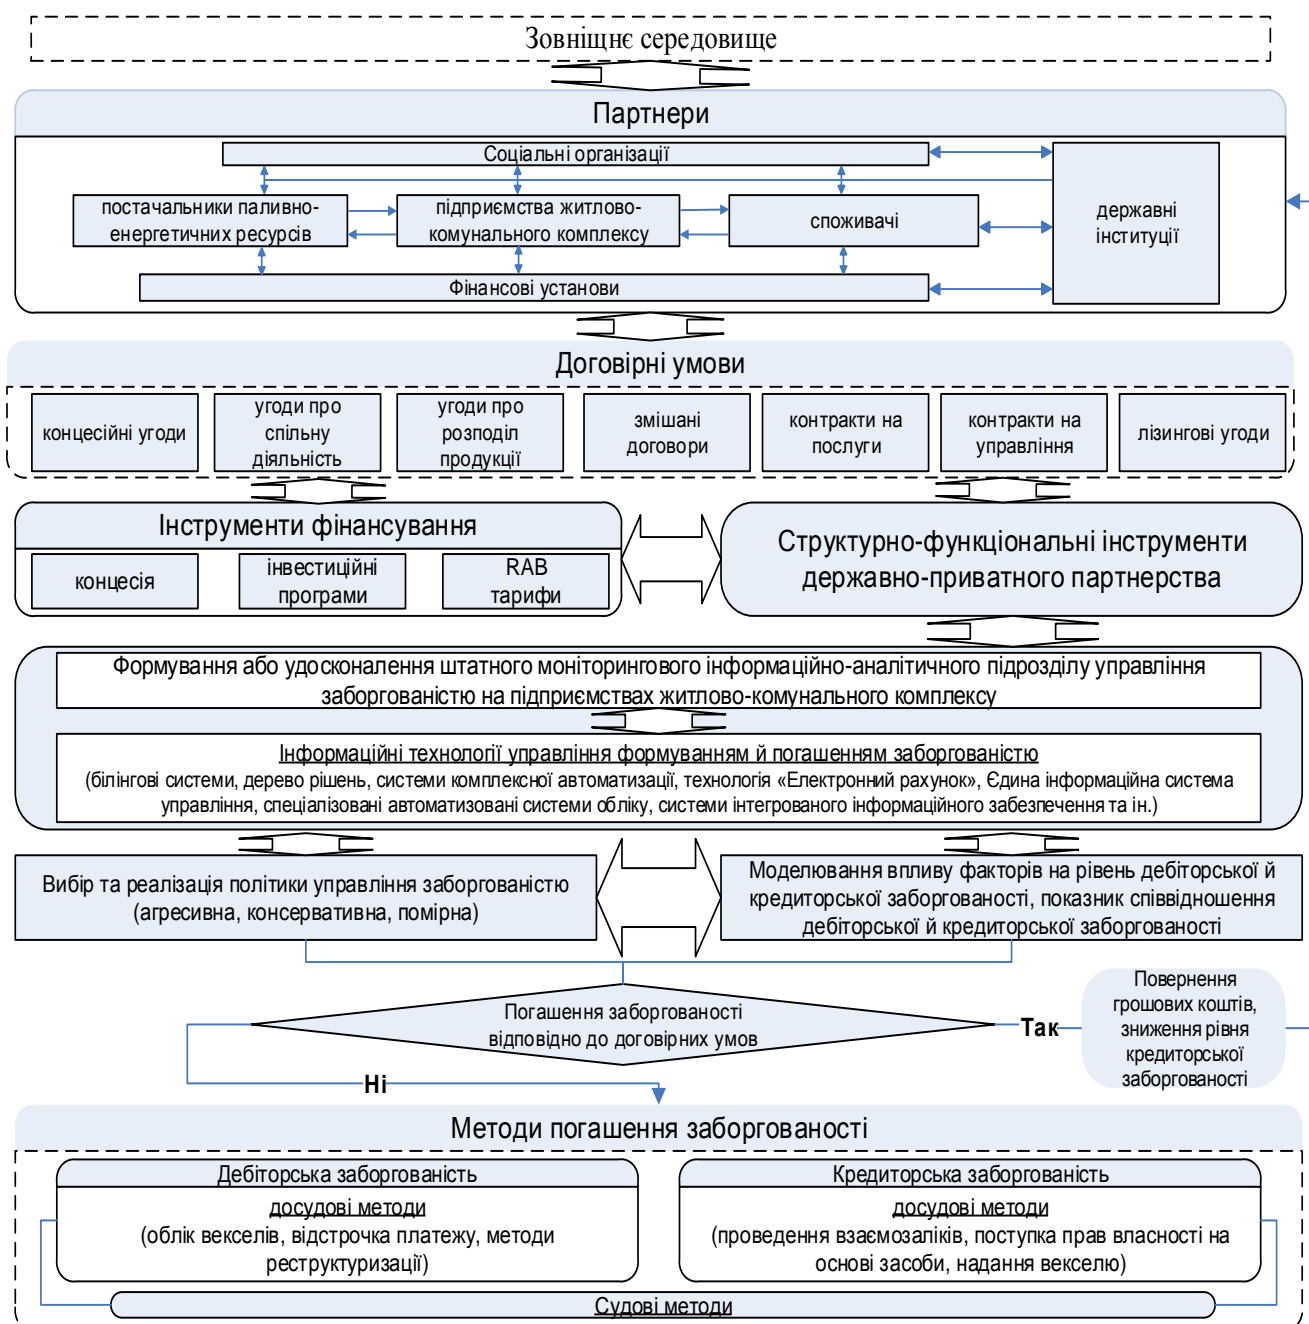 Зовніщнє середовище
Партнери
Соціальні організації
постачальники паливно-
енергетичних ресурсів
підприємства житлово-
комунального комплексу
споживачі
державні
інституції
Фінансові установи
Договірні умови
концесійні угоди
угоди про
спільну
діяльність
угоди про
розподіл
продукції
змішані
договори
контракти на
послуги
контракти на
управління
лізингові угоди
Інструменти фінансування
концесія
інвестиційні
програми
RAB
тарифи
Структурно-функціональні інструменти
державно-приватного партнерства
Формування або удосконалення штатного моніторингового інформаційно-аналітичного підрозділу управління
заборгованістю на підприємствах житлово-комунального комплексу
Інформаційні технології управління формуванням й погашенням заборгованістю
(білінгові системи, дерево рішень, системи комплексної автоматизації, технологія «Електронний рахунок», Єдина інформаційна система
управління, спеціалізовані автоматизовані системи обліку, системи інтегрованого інформаційного забезпечення та ін.)
Вибір та реалізація політики управління заборгованістю
(агресивна, консервативна, помірна)
Моделювання впливу факторів на рівень дебіторської й
кредиторської заборгованості, показник співвідношення
дебіторської й кредиторської заборгованості
Погашення заборгованості
відповідно до договірних умов
Так
Повернення
грошових коштів,
зниження рівня
кредиторської
заборгованості
Ні
Методи погашення заборгованості
Дебіторська заборгованість
досудові методи
(облік векселів, відстрочка платежу, методи
реструктуризації)
Кредиторська заборгованість
досудові методи
(проведення взаємозаліків, поступка прав власності на
основі засоби, надання векселю)
Судові методи